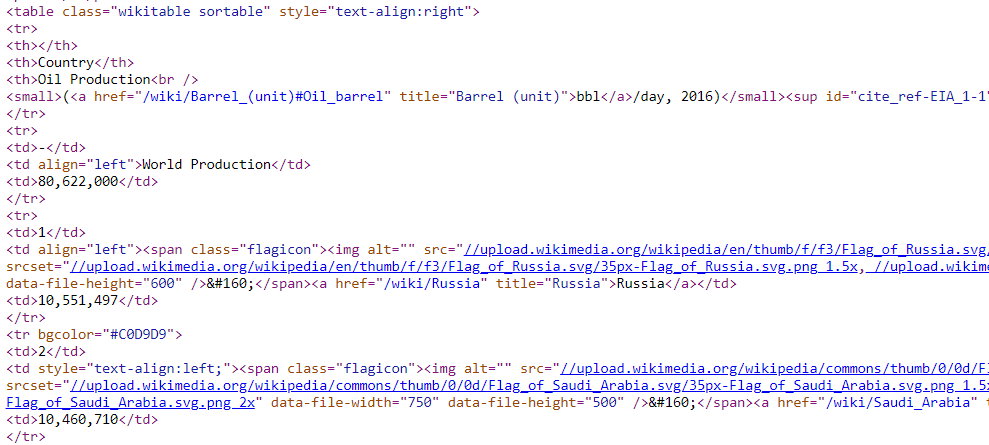 <table class="wikitable sortable" style="text-align:right">
<tr>
<th></th>
<th>Country</th>
<th>Oil Production<br />
<small>(<a href="/wiki/Barrel_(unit)#Oil_barrel" title="Barrel (unit)">bbl</a>/day, 2016)</small><sup id="cite_ref-EIA_1-1"
</tr>
<tr>
<td>-</td>
<td align="left">World Production</td>
<td>80,622,000</td>
</tr>
<tr>
<td>1</td>
<td align="left"><span class="flagicon"><img alt="" src="//upload.wikimedia.org/wikipedia/en/thumb/f/f3/Flag_of_Russia.svg/
srcset="//upload.wikimedia.org/wikipedia/en/thumb/f/f3/Flag_of_Russia.svg/35px-Flag_of_Russia.svg.png 1.5x, //upload.wikime
data-file-height="600" />&#160;</span><a href="/wiki/Russia" title="Russia">Russia</a></td>
<td>10,551,497</td>
</tr>
<tr bgcolor="#C0D9D9">
<td>2</td>
<td style="text-align:left;"><span class="flagicon"><img alt="" src="//upload.wikimedia.org/wikipedia/commons/thumb/0/0d/Fl
srcset="//upload.wikimedia.org/wikipedia/commons/thumb/0/0d/Flag_of_Saudi_Arabia.svg/35px-Flag_of_Saudi_Arabia.svg.png 1.5x
Flag_of_Saudi_Arabia.svg.png 2x" data-file-width="750" data-file-height="500" />&#160;</span><a href="/wiki/Saudi_Arabia" t
<td>10,460,710</td>
</tr>